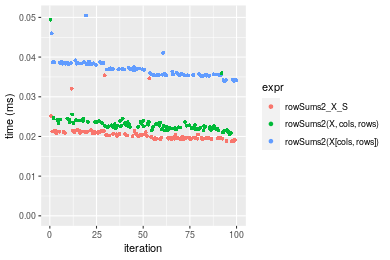 0.05
0.04
0.03
0.02
0.01
0.00
time (ms)
0
25
50
75
100
iteration
expr
rowSums2_X_S
rowSums2(X, cols, rows)
rowSums2(X[cols, rows])